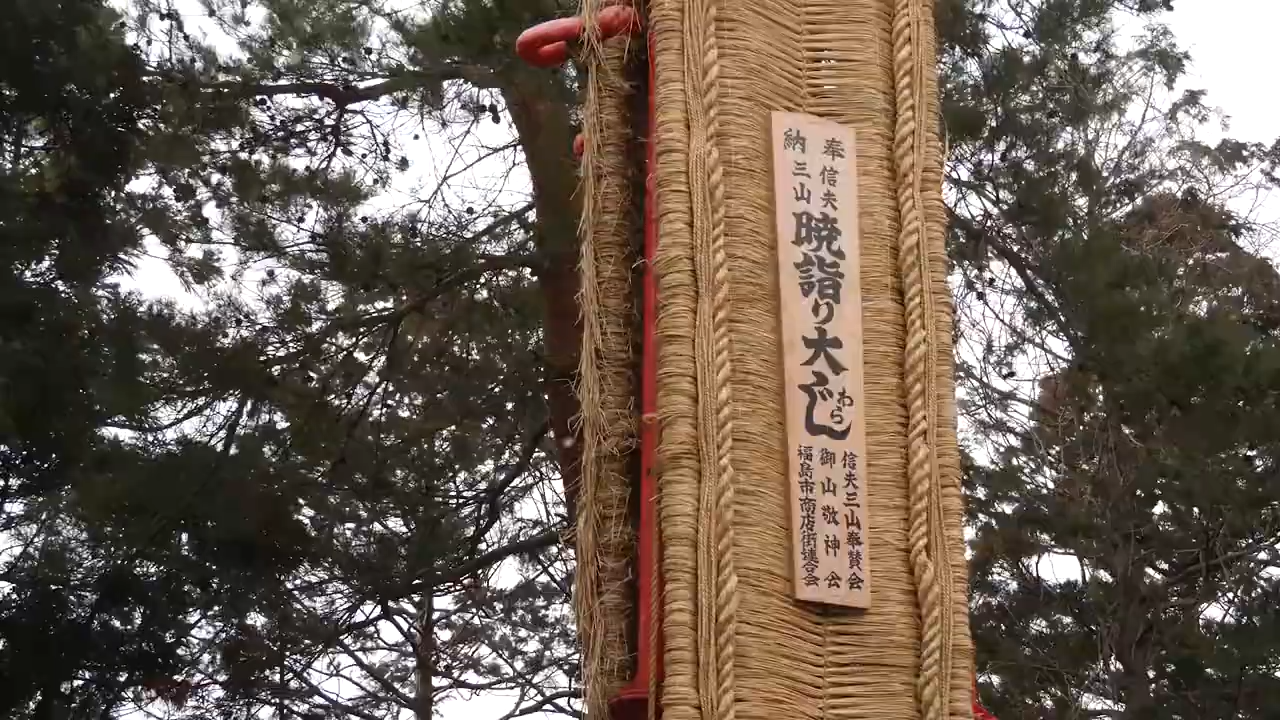 奉納
信夫三山
暁詣り大わらじ
信夫三山奉賛会
御山敬神会
福島市商店街連合会